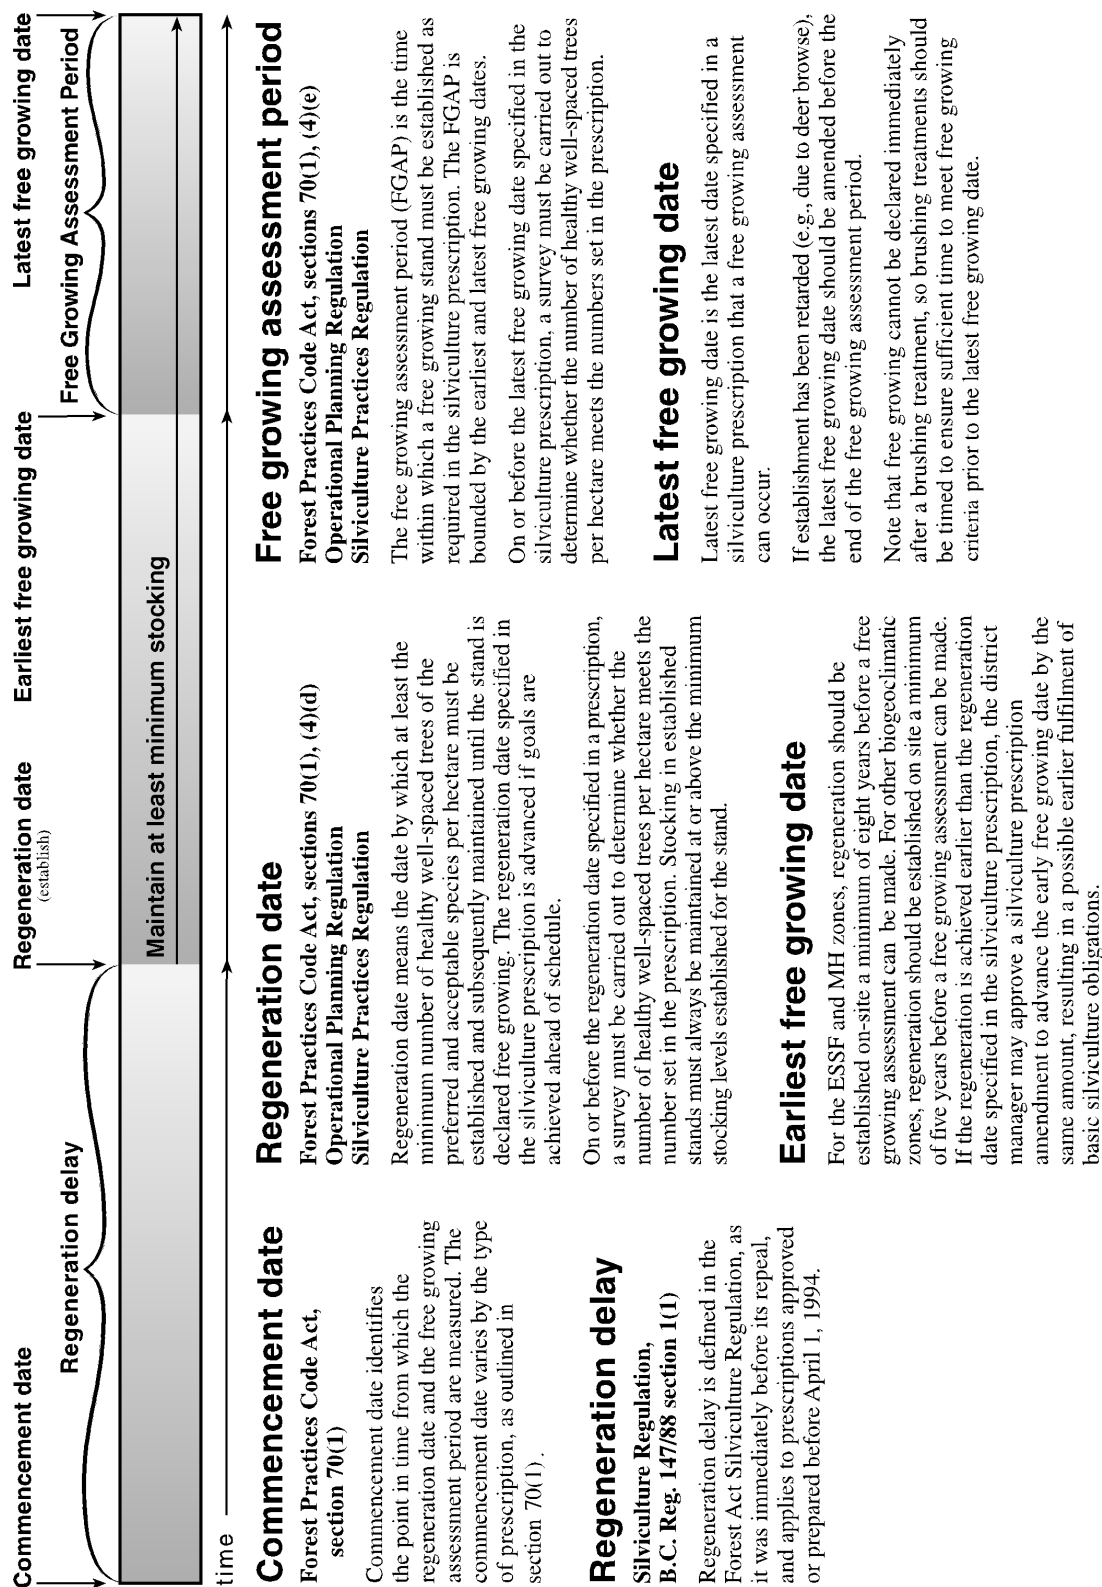 Commencement date
Regeneration date
(establish)
Earliest free growing date
Latest free growing date
Regeneration delay
Free Growing Assessment Period
Maintain at least minimum stocking
time
Commencement date
Forest Practices Code Act,
section 70(1)
Commencement date identifies
the point in time from which the
regeneration date and the free growing
assessment period are measured. The
commencement date varies by the type
of prescription, as outlined in
section 70(1).
Regeneration delay
Silviculture Regulation,
B.C. Reg. 147/88 section 1(1)
Regeneration delay is defined in the
Forest Act Silviculture Regulation, as
it was immediately before its repeal,
and applies to prescriptions approved
or prepared before April 1, 1994.
Regeneration date
Forest Practices Code Act, sections 70(1), (4)(d)
Operational Planning Regulation
Silviculture Practices Regulation
Regeneration date means the date by which at least the
minimum number of healthy well-spaced trees of the
preferred and acceptable species per hectare must be
established and subsequently maintained until the stand is
declared free growing. The regeneration date specified in
the silviculture prescription is advanced if goals are
achieved ahead of schedule.
On or before the regeneration date specified in a prescription,
a survey must be carried out to determine whether the
number of healthy well-spaced trees per hectare meets the
number set in the prescription. Stocking in established
stands must always be maintained at or above the minimum
stocking levels established for the stand.
Earliest free growing date
For the ESSF and MH zones, regeneration should be
established on-site a minimum of eight years before a free
growing assessment can be made. For other biogeoclimatic
zones, regeneration should be established on site a minimum
of five years before a free growing assessment can be made.
If the regeneration is achieved earlier than the regeneration
date specified in the silviculture prescription, the district
manager may approve a silviculture prescription
amendment to advance the early free growing date by the
same amount, resulting in a possible earlier fulfilment of
basic silviculture obligations.
Free growing assessment period
Forest Practices Code Act, sections 70(1), (4)(e)
Operational Planning Regulation
Silviculture Practices Regulation
The free growing assessment period (FGAP) is the time
within which a free growing stand must be established as
required in the silviculture prescription. The FGAP is
bounded by the earliest and latest free growing dates.
On or before the latest free growing date specified in the
silviculture prescription, a survey must be carried out to
determine whether the number of healthy well-spaced trees
per hectare meets the numbers set in the prescription.
Latest free growing date
Latest free growing date is the latest date specified in a
silviculture prescription that a free growing assessment
can occur.
If establishment has been retarded (e.g., due to deer browse),
the latest free growing date should be amended before the
end of the free growing assessment period.
Note that free growing cannot be declared immediately
after a brushing treatment, so brushing treatments should
be timed to ensure sufficient time to meet free growing
criteria prior to the latest free growing date.